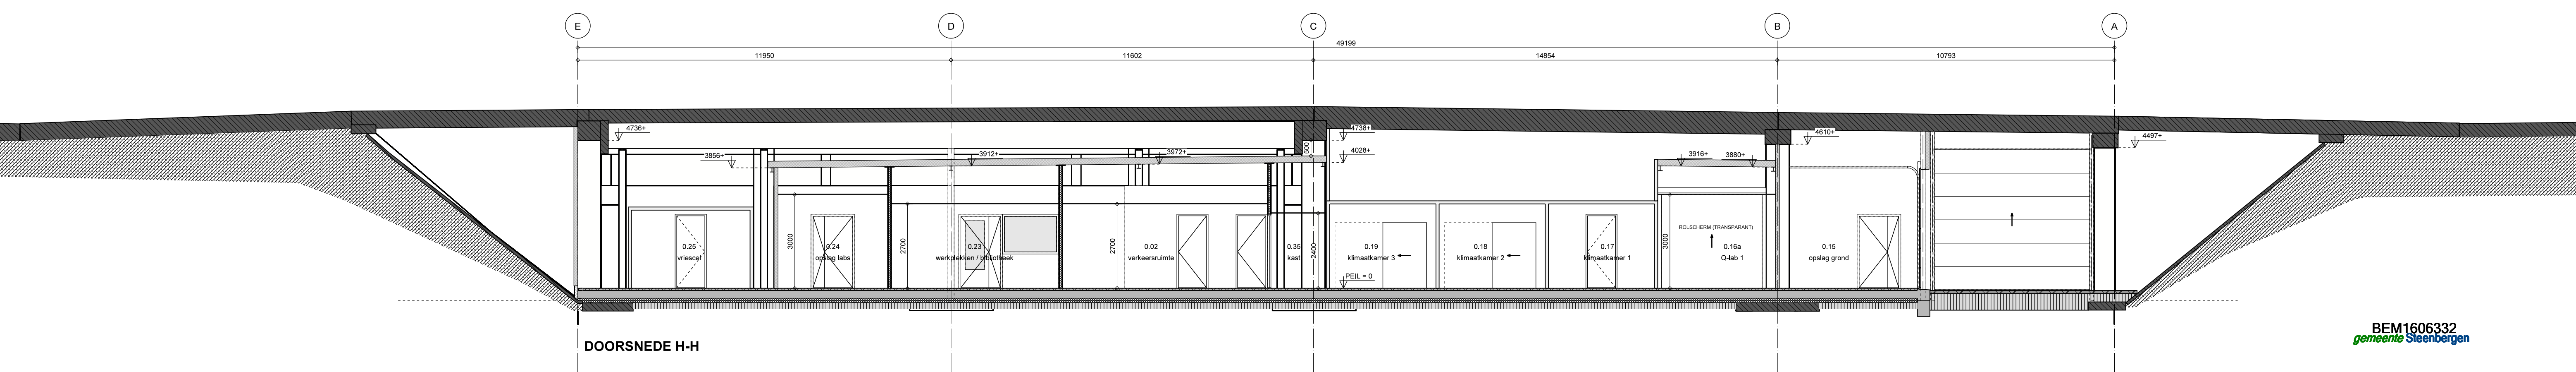 E
D
C
B
A
49199
11950
11602
14854
10793
4736+
4738+
4610+
4497+
3856+
3912+
3972+
500
4028+
3916+
3880+
3000
2700
2700
2400
3000
ROLSCHERM (TRANSPARANT)
0.25
vriescel
0.24
opslag labs
0.23
werkplekken / bibliotheek
0.02
verkeersruimte
0.35
kast
0.19
klimaatkamer 3
0.18
klimaatkamer 2
0.17
klimaatkamer 1
0.16a
Q-lab 1
0.15
opslag grond
PEIL = 0
DOORSNEDE H-H
BEM1606332
gemeente Steenbergen